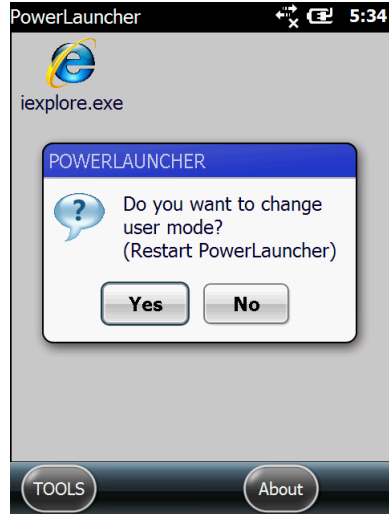 PowerLauncher 5:34
iexplore.exe
POWERLAUNCHER
?
Do you want to change
user mode?
(Restart PowerLauncher)
Yes No
TOOLS About